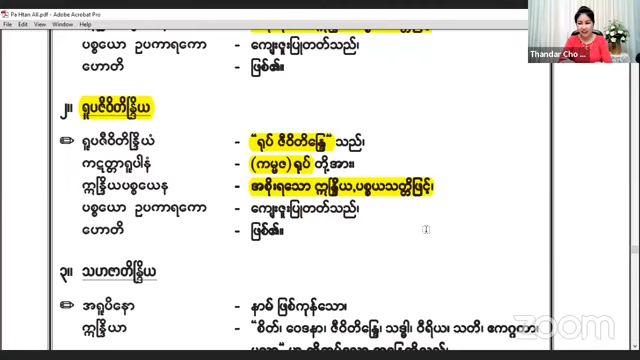 Pa Htan All.pdf - Adobe Acrobat Pro
File Edit View Window Help
Thandar Cho ...
ပစ္စယော ဥပကာရကော - ကျေးဇူးပြုတတ်သည်၊
ဟောတိ - ဖြစ်၏။
၂။ ရူပဇီဝိတိန္ဒြိယ
ရူပဇီဝိတိန္ဒြိယံ - “ရုပ် ဇီဝိတိန္ဒြေ” သည်၊
ကဋတ္တာရူပါနံ - (ကမ္မဇ) ရုပ် တို့အား။
ဣန္ဒြိယပစ္စယေန - အစိုးရသော ဣန္ဒြိယ,ပစ္စယသတ္တိဖြင့်၊
ပစ္စယော ဥပကာရကော - ကျေးဇူးပြုတတ်သည်၊
ဟောတိ - ဖြစ်၏။
၃။ သဟဇာတိန္ဒြိယ
အရူပိနော - နာမ် ဖြစ်ကုန်သော၊
ဣန္ဒြိယာ - “စိတ်၊ ဝေဒနာ၊ ဇီဝိတိန္ဒြေ၊ သဒ္ဓါ၊ ဝီရိယ၊ သတိ၊ ဧကဂ္ဂတာ၊
zoom